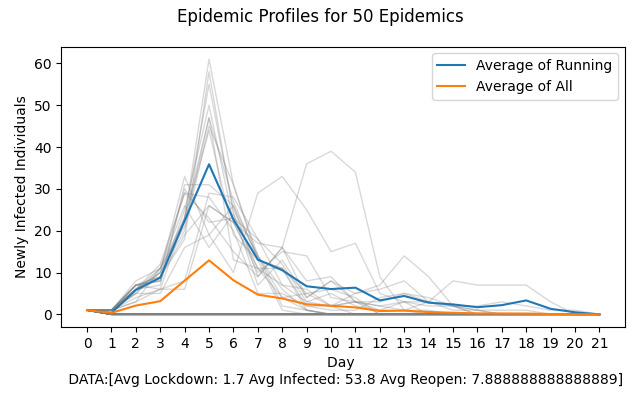 Epidemic Profiles for 50 Epidemics
Average of Running
Average of All
Newly Infected Individuals
60
50
40
30
20
10
0
0 1 2 3 4 5 6 7 8 9 10 11 12 13 14 15 16 17 18 19 20 21
Day
DATA:[Avg Lockdown: 1.7 Avg Infected: 53.8 Avg Reopen: 7.888888888888889]